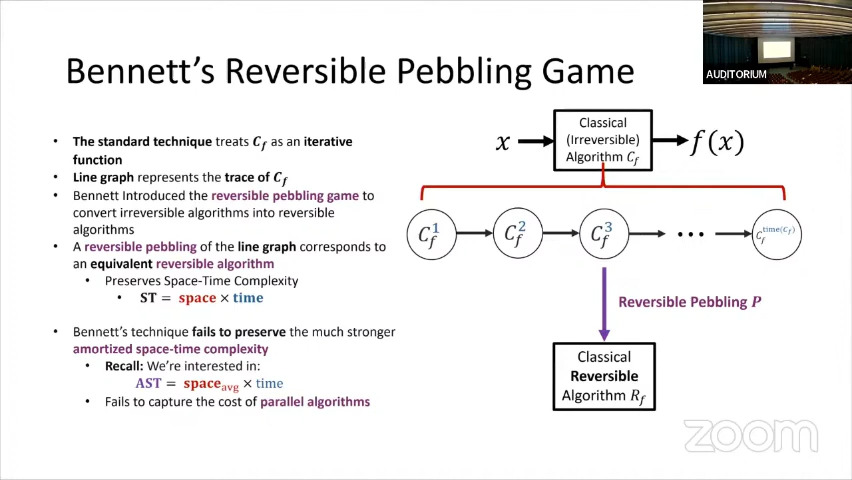 AUDITORIUM
Bennett's Reversible Pebbling Game
• The standard technique treats C_f as an iterative
function
• Line graph represents the trace of C_f
• Bennett Introduced the reversible pebbling game to
convert irreversible algorithms into reversible
algorithms
• A reversible pebbling of the line graph corresponds to
an equivalent reversible algorithm
• Preserves Space-Time Complexity
• ST = space × time
• Bennett's technique fails to preserve the much stronger
amortized space-time complexity
• Recall: We're interested in:
AST = space_avg × time
• Fails to capture the cost of parallel algorithms
x
Classical
(Irreversible)
Algorithm C_f
f(x)
C_f^1
C_f^2
C_f^3
...
C_f^time(C_f)
Reversible Pebbling P
Classical
Reversible
Algorithm R_f
zoom